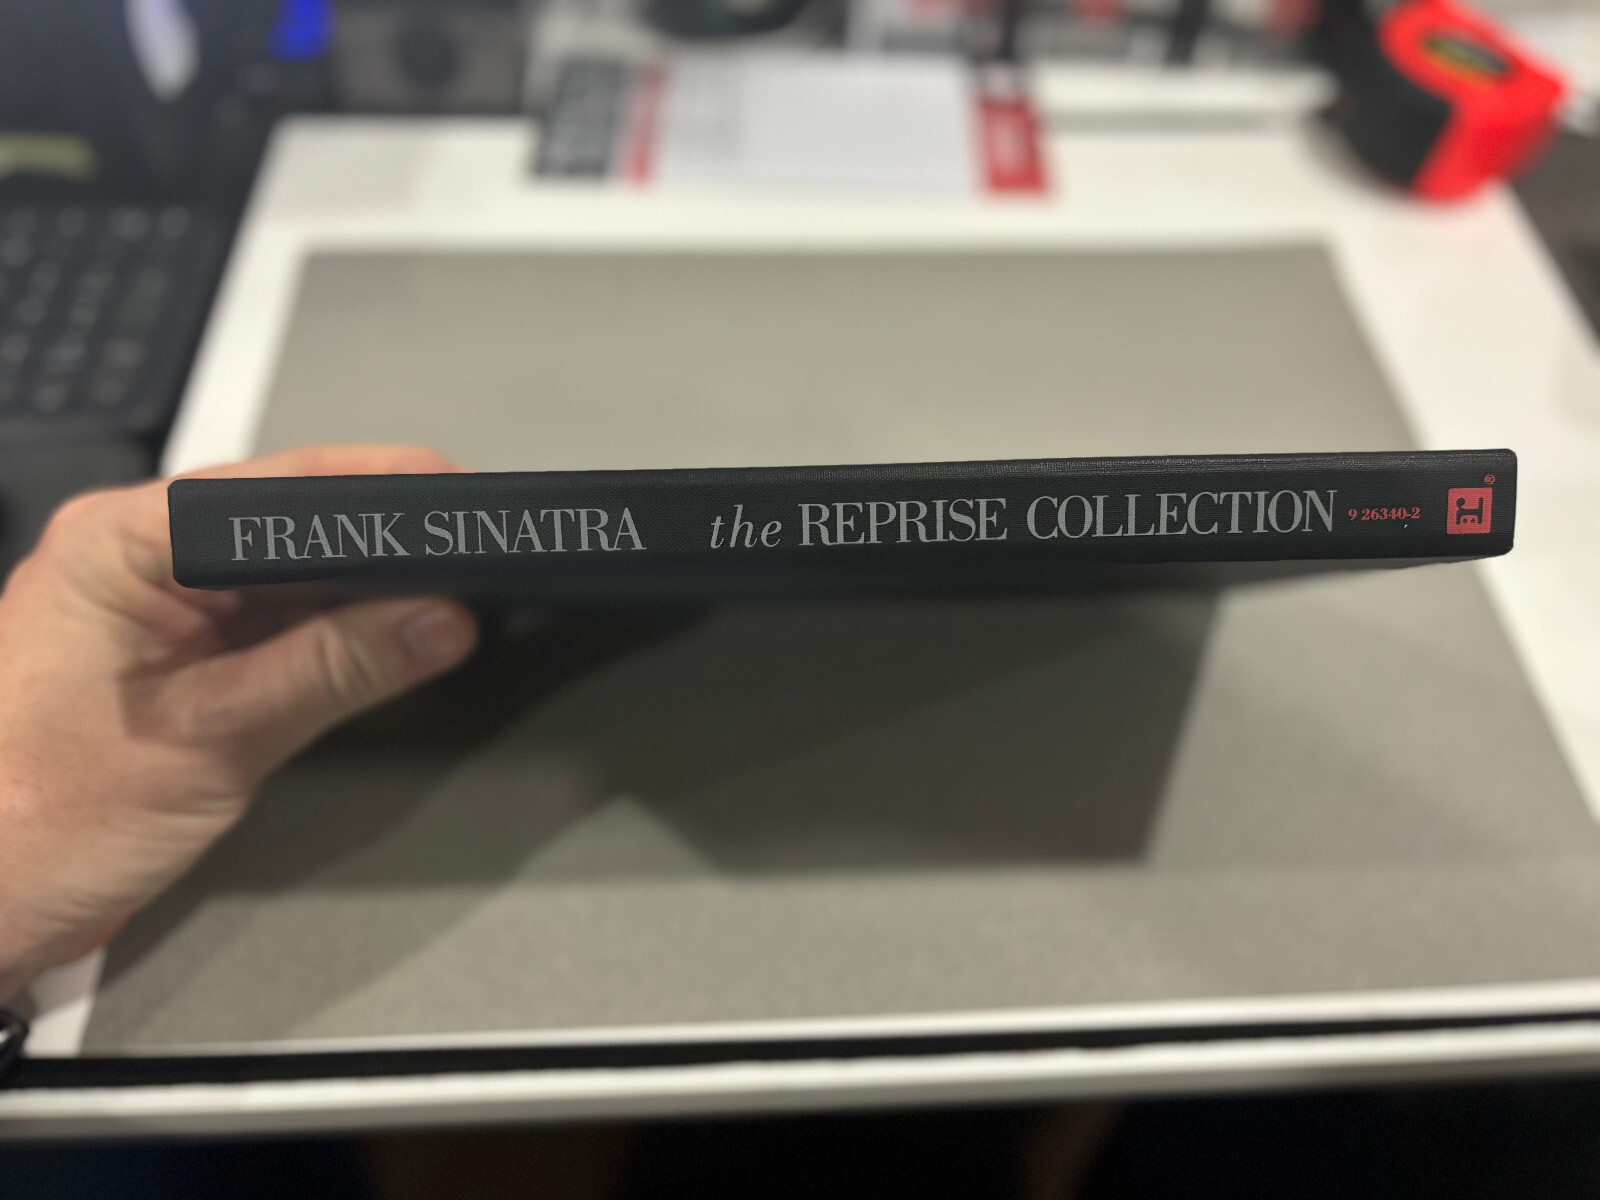 FRANK SINATRA the REPRISE COLLECTION 9 26340-2 r: ®